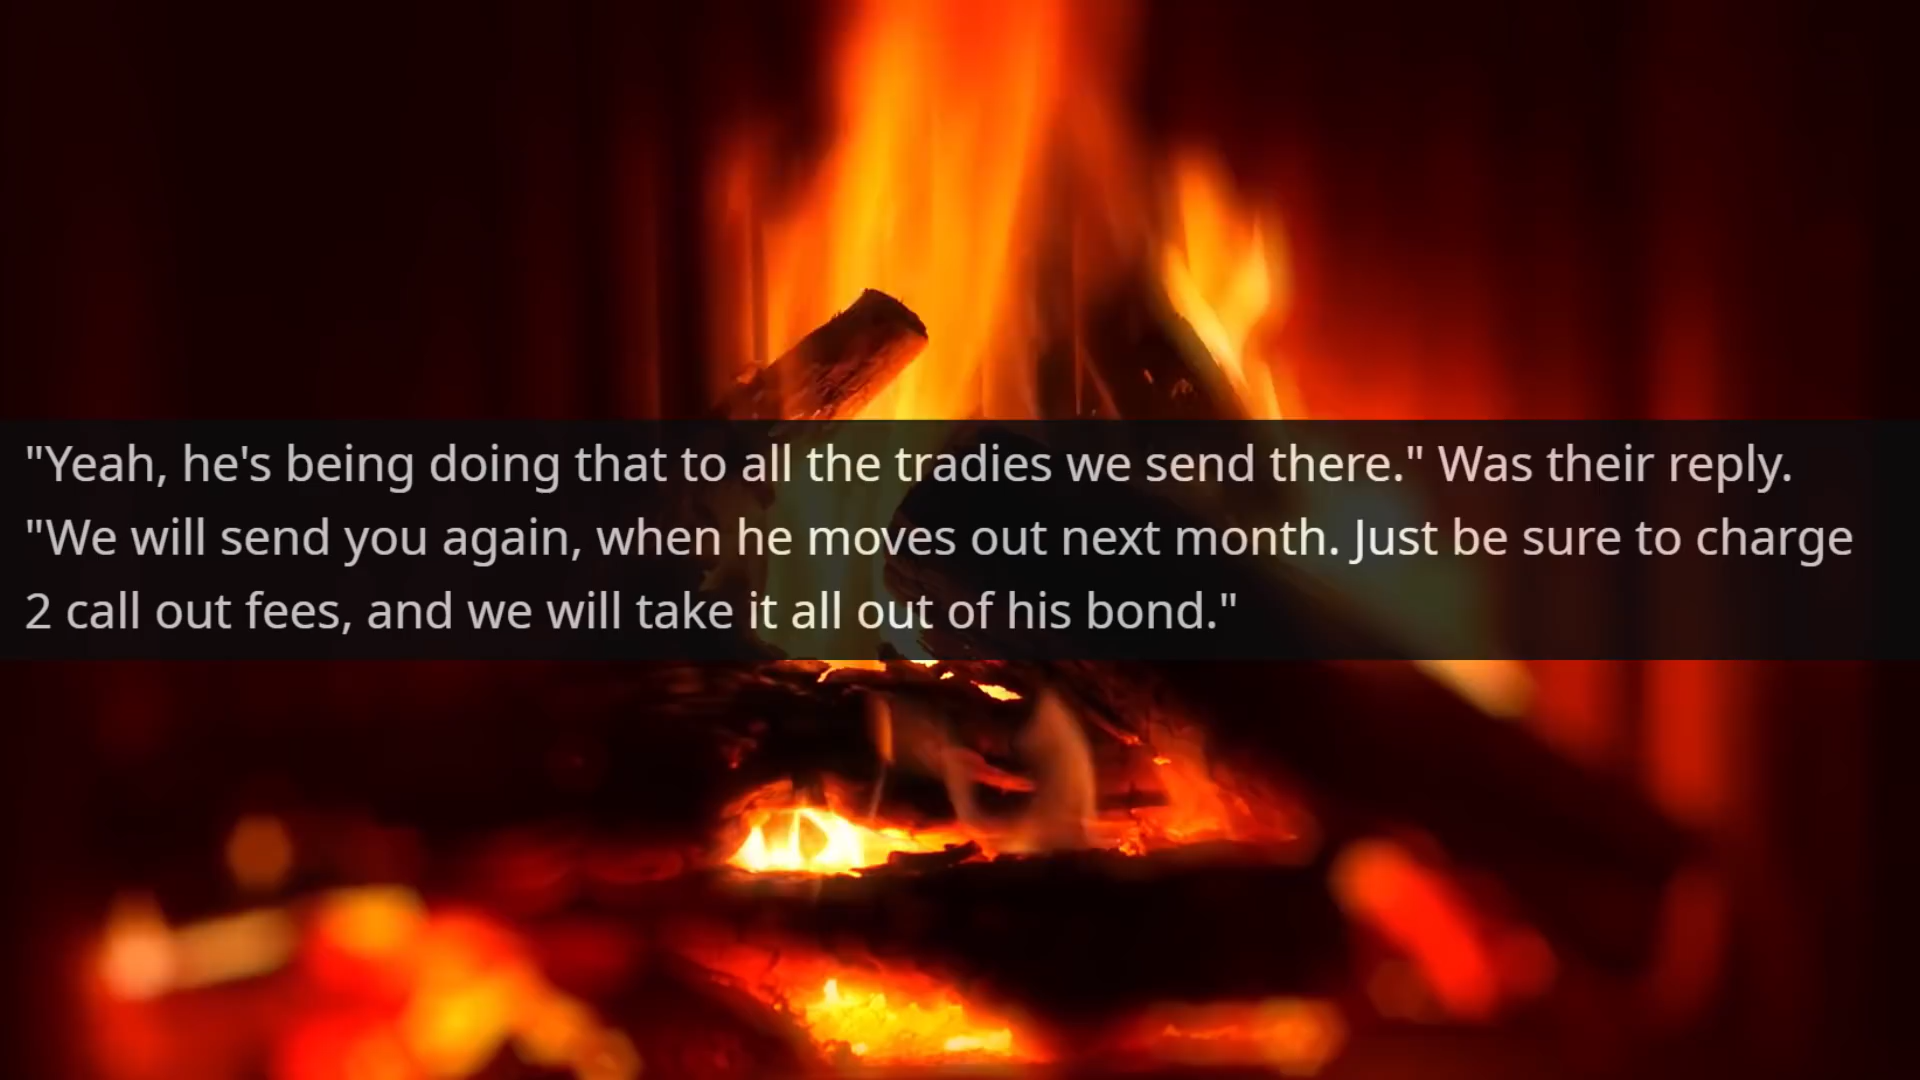 "Yeah, he's being doing that to all the tradies we send there." Was their reply.
"We will send you again, when he moves out next month. Just be sure to charge
2 call out fees, and we will take it all out of his bond."